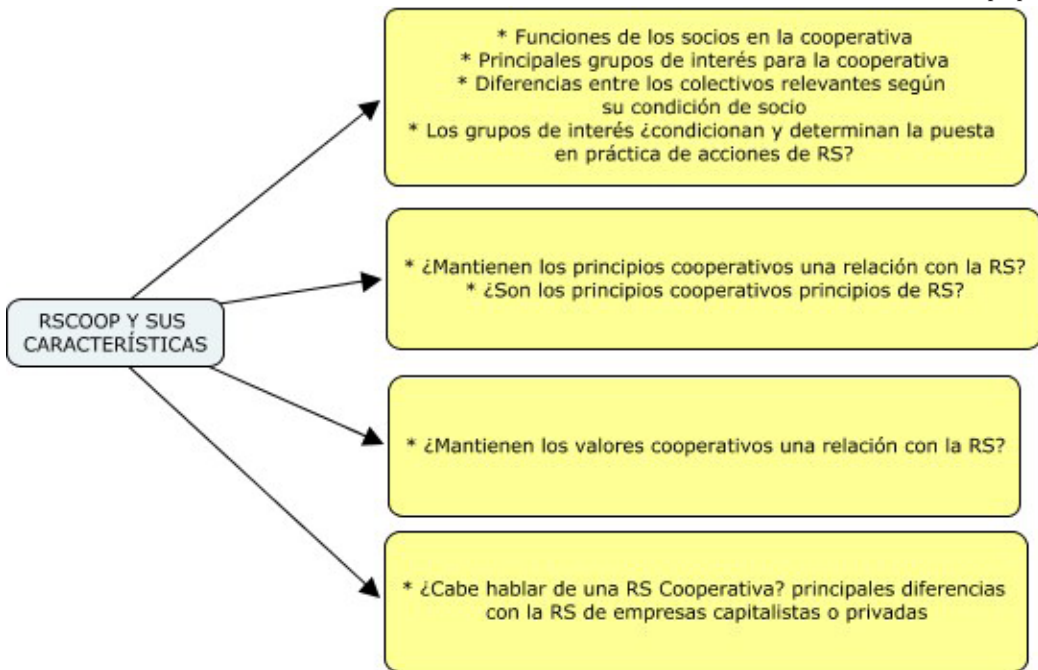 * Funciones de los socios en la cooperativa
* Principales grupos de interés para la cooperativa
* Diferencias entre los colectivos relevantes según
su condición de socio
* Los grupos de interés ¿condicionan y determinan la puesta
en práctica de acciones de RS?
* ¿Mantienen los principios cooperativos una relación con la RS?
* ¿Son los principios cooperativos principios de RS?
RSCOOP Y SUS
CARACTERÍSTICAS
* ¿Mantienen los valores cooperativos una relación con la RS?
* ¿Cabe hablar de una RS Cooperativa? principales diferencias
con la RS de empresas capitalistas o privadas